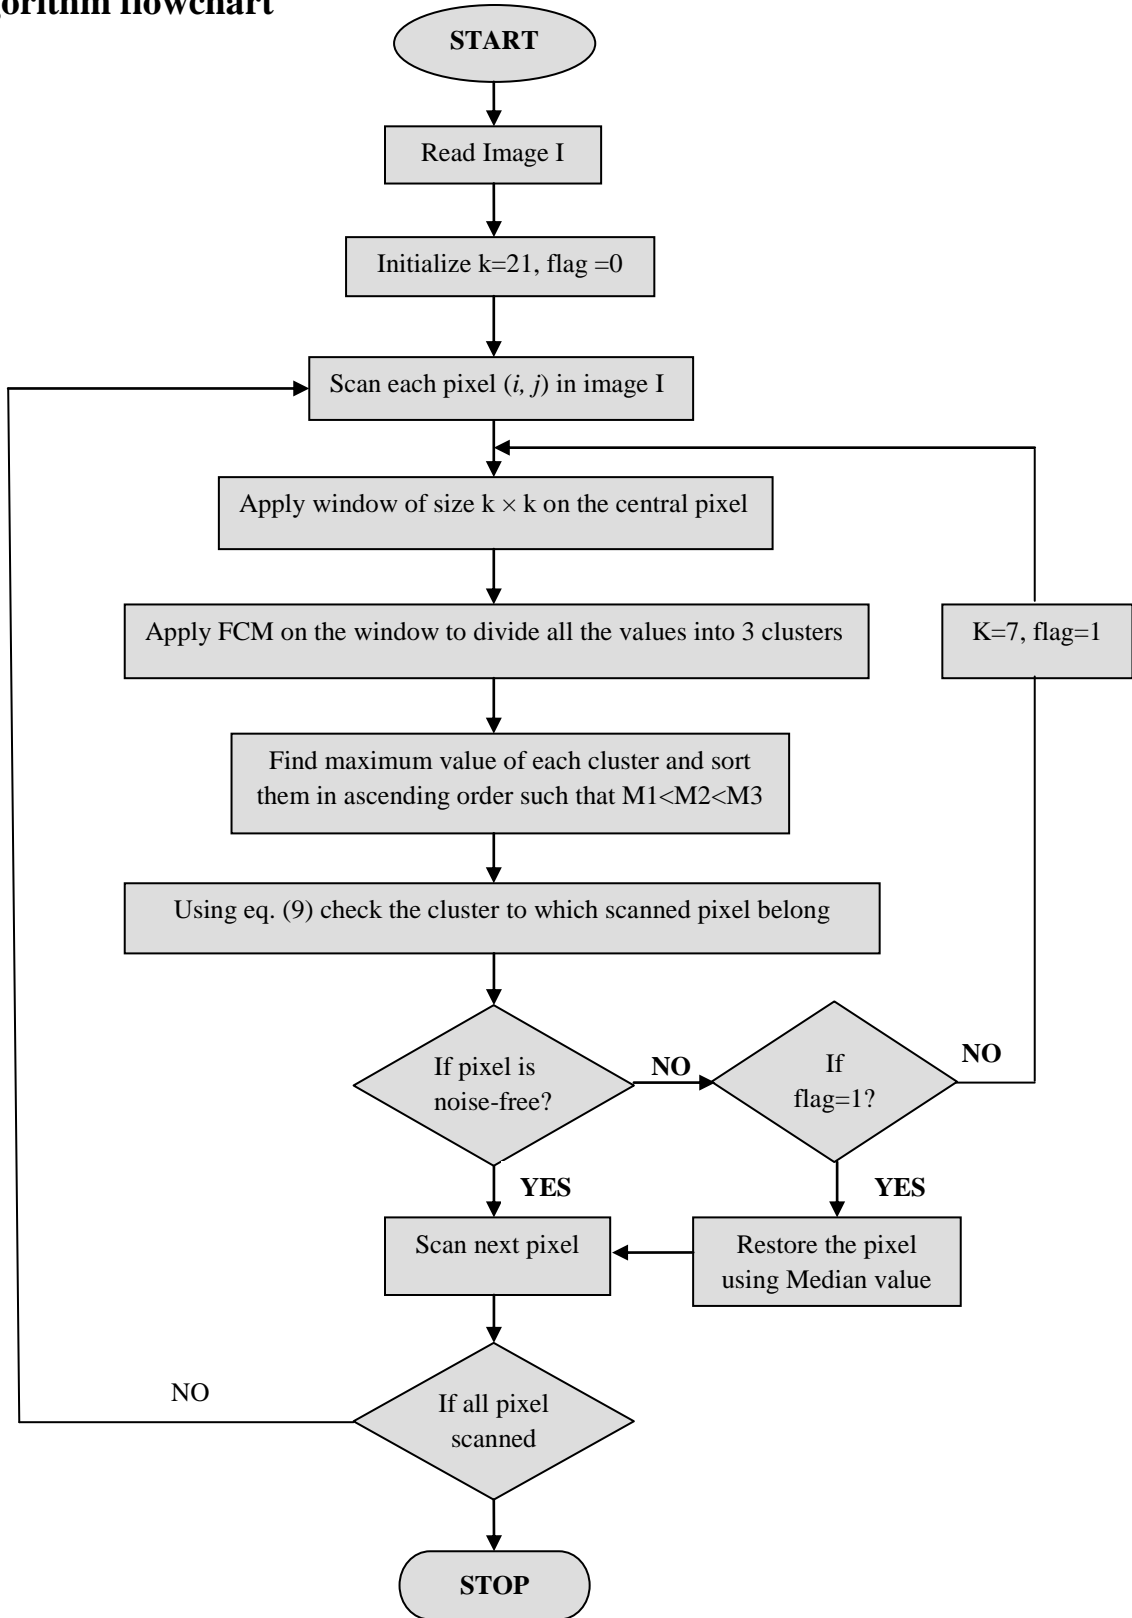 gorithm flowchart
START
Read Image I
Initialize k=21, flag =0
Scan each pixel (i, j) in image I
Apply window of size k × k on the central pixel
Apply FCM on the window to divide all the values into 3 clusters
K=7, flag=1
Find maximum value of each cluster and sort
them in ascending order such that M1<M2<M3
Using eq. (9) check the cluster to which scanned pixel belong
If pixel is
noise-free?
NO
If
flag=1?
NO
YES
YES
Scan next pixel
Restore the pixel
using Median value
NO
If all pixel
scanned
STOP